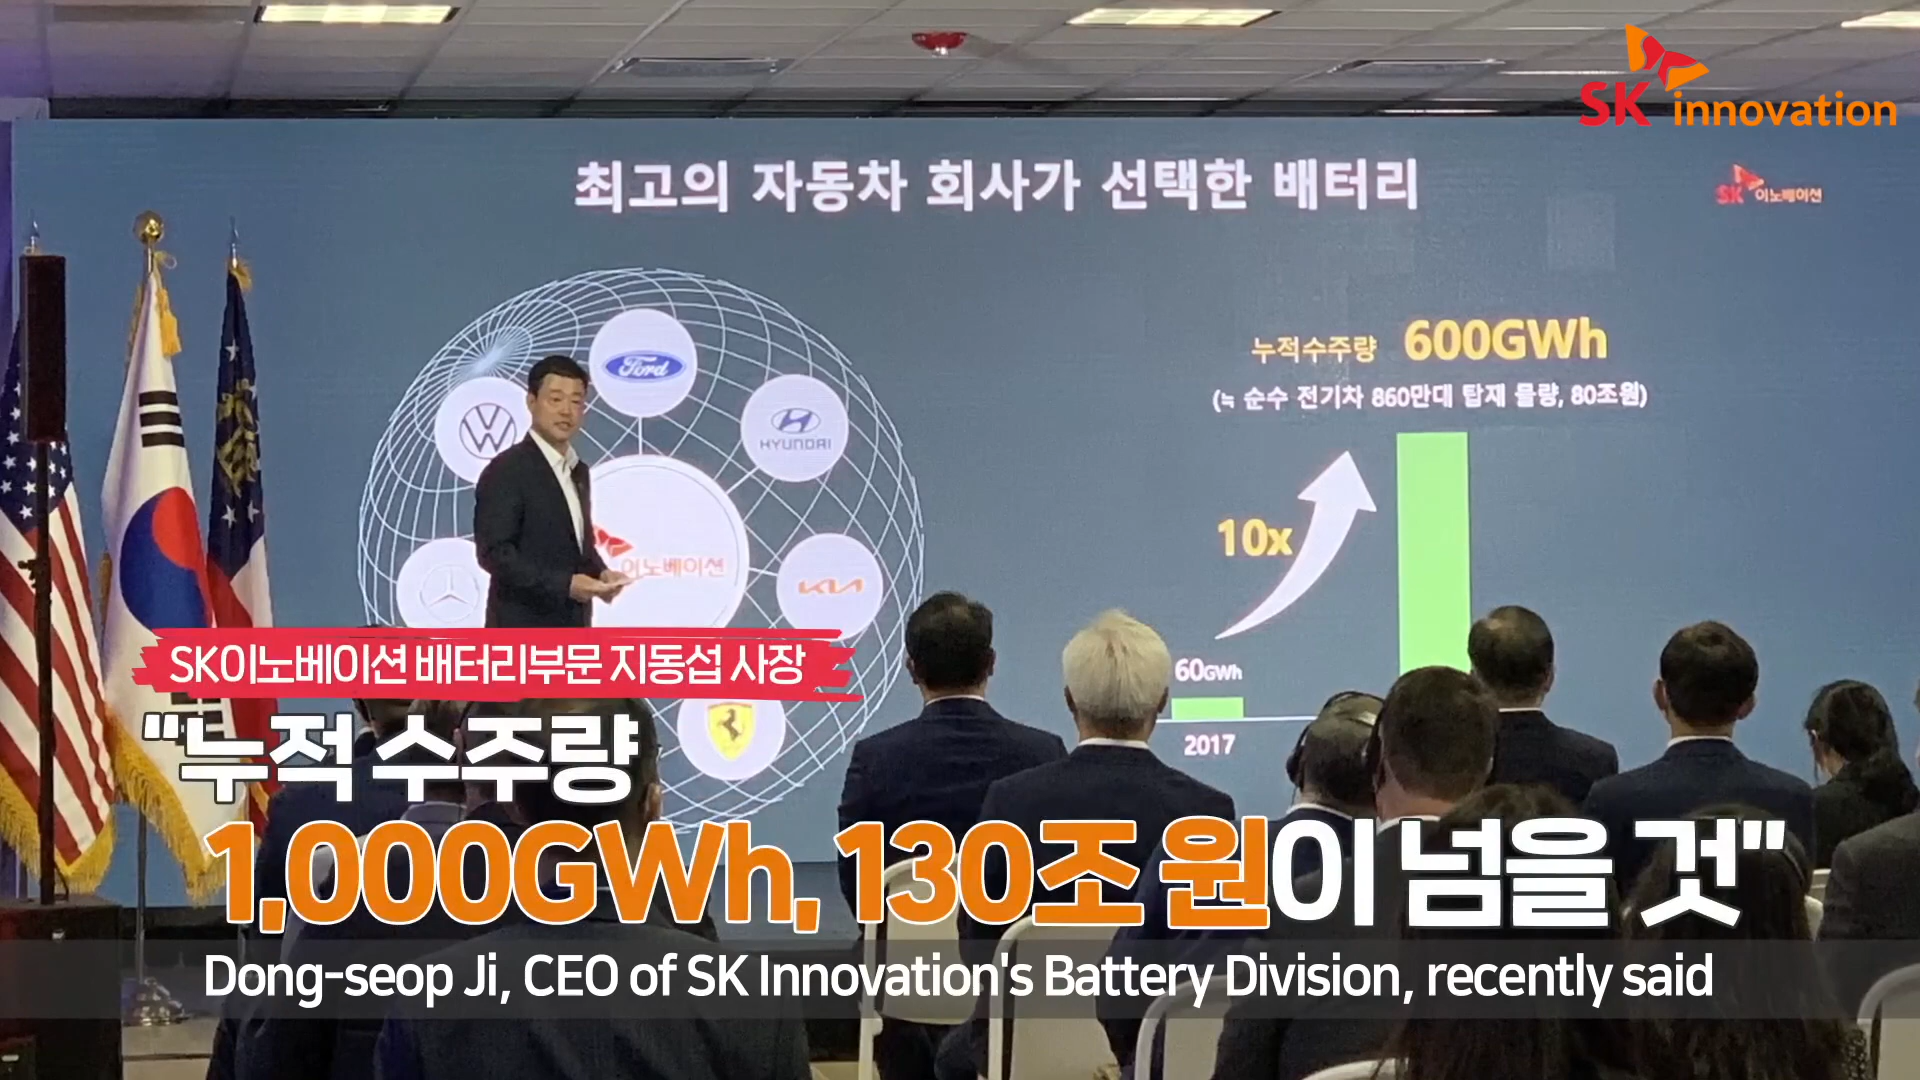 SK innovation
최고의 자동차 회사가 선택한 배터리
SK 이노베이션
누적수주량 600GWh
(≒ 순수 전기차 860만대 탑재 물량, 80조원)
Ford
HYUNDAI
10x
이노베이션
KIA
60GWh
2017
SK이노베이션 배터리부문 지동섭 사장
"누적 수주량
1,000GWh, 130조 원이 넘을 것"
Dong-seop Ji, CEO of SK Innovation's Battery Division, recently said